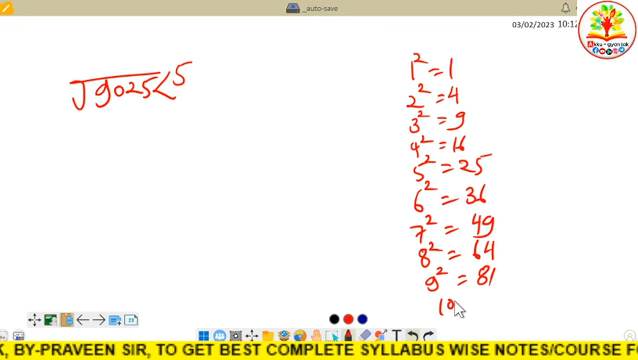 _auto-save
03/02/2023 10:12
Akku gyantak
√9025 < 5
1² = 1
2² = 4
3² = 9
4² = 16
5² = 25
6² = 36
7² = 49
8² = 64
9² = 81
10
K, BY-PRAVEEN SIR, TO GET BEST COMPLETE SYLLABUS WISE NOTES/COURSE F